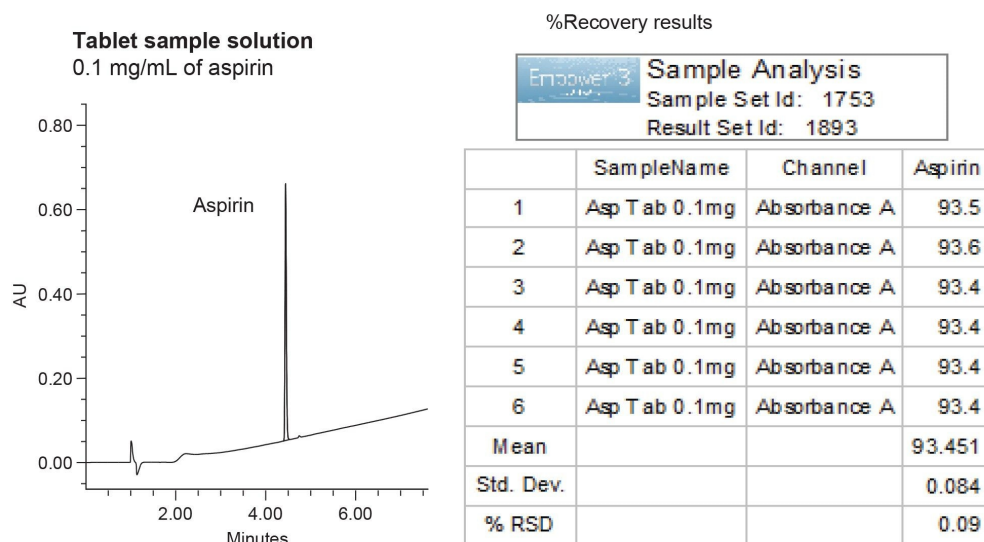 Tablet sample solution
0.1 mg/mL of aspirin
%Recovery results
Empower 3
Sample Analysis
Sample Set Id: 1753
Result Set Id: 1893
AU
0.80
0.60
0.40
0.20
0.00
Aspirin
2.00 4.00 6.00
Minutes
SampleName Channel Aspirin
1 Asp Tab 0.1mg Absorbance A 93.5
2 Asp Tab 0.1mg Absorbance A 93.6
3 Asp Tab 0.1mg Absorbance A 93.4
4 Asp Tab 0.1mg Absorbance A 93.4
5 Asp Tab 0.1mg Absorbance A 93.4
6 Asp Tab 0.1mg Absorbance A 93.4
Mean 93.451
Std. Dev. 0.084
% RSD 0.09